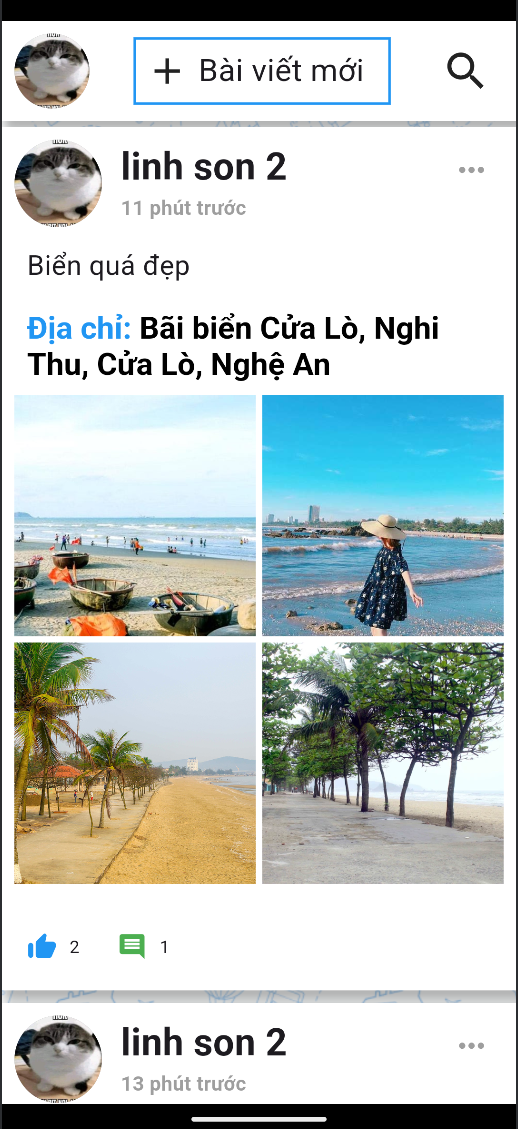 Bài viết mới
linh son 2
11 phút trước
Biển quá đẹp
Địa chỉ: Bãi biển Cửa Lò, Nghi
Thu, Cửa Lò, Nghệ An
2
1
linh son 2
13 phút trước